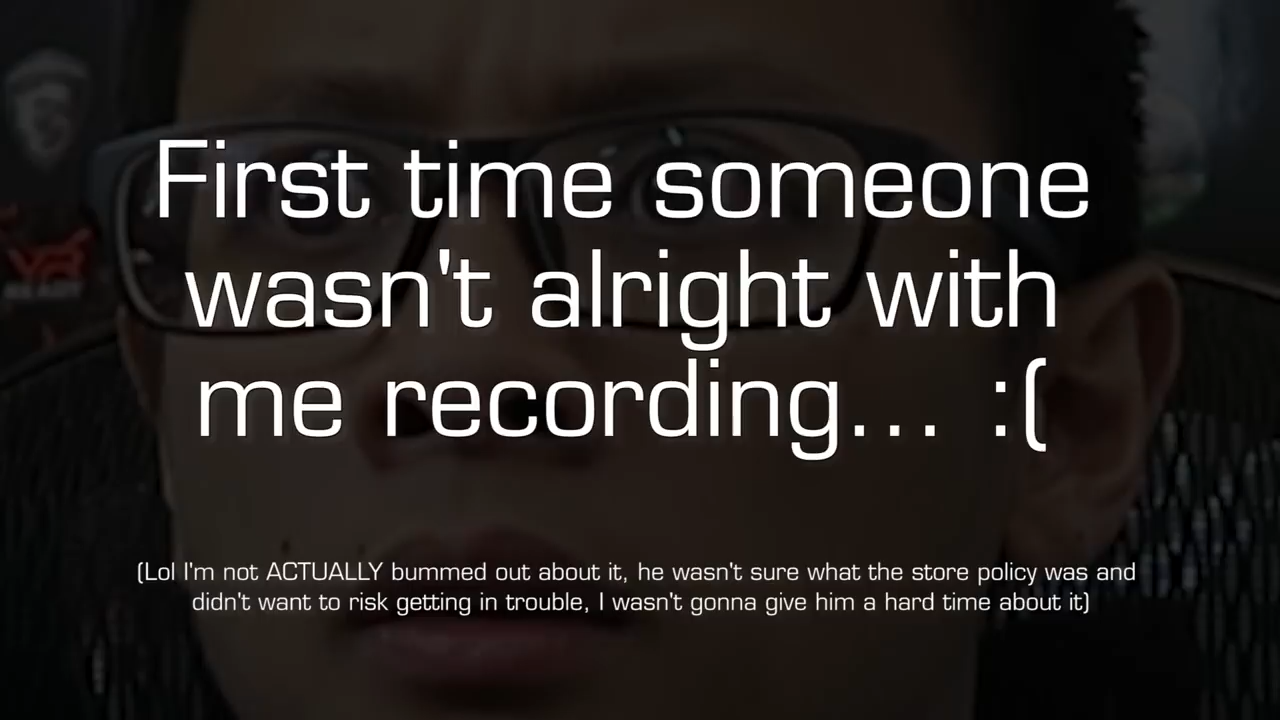 First time someone
wasn't alright with
me recording... :(
(Lol I'm not ACTUALLY bummed out about it, he wasn't sure what the store policy was and
didn't want to risk getting in trouble, I wasn't gonna give him a hard time about it)
VR
READY